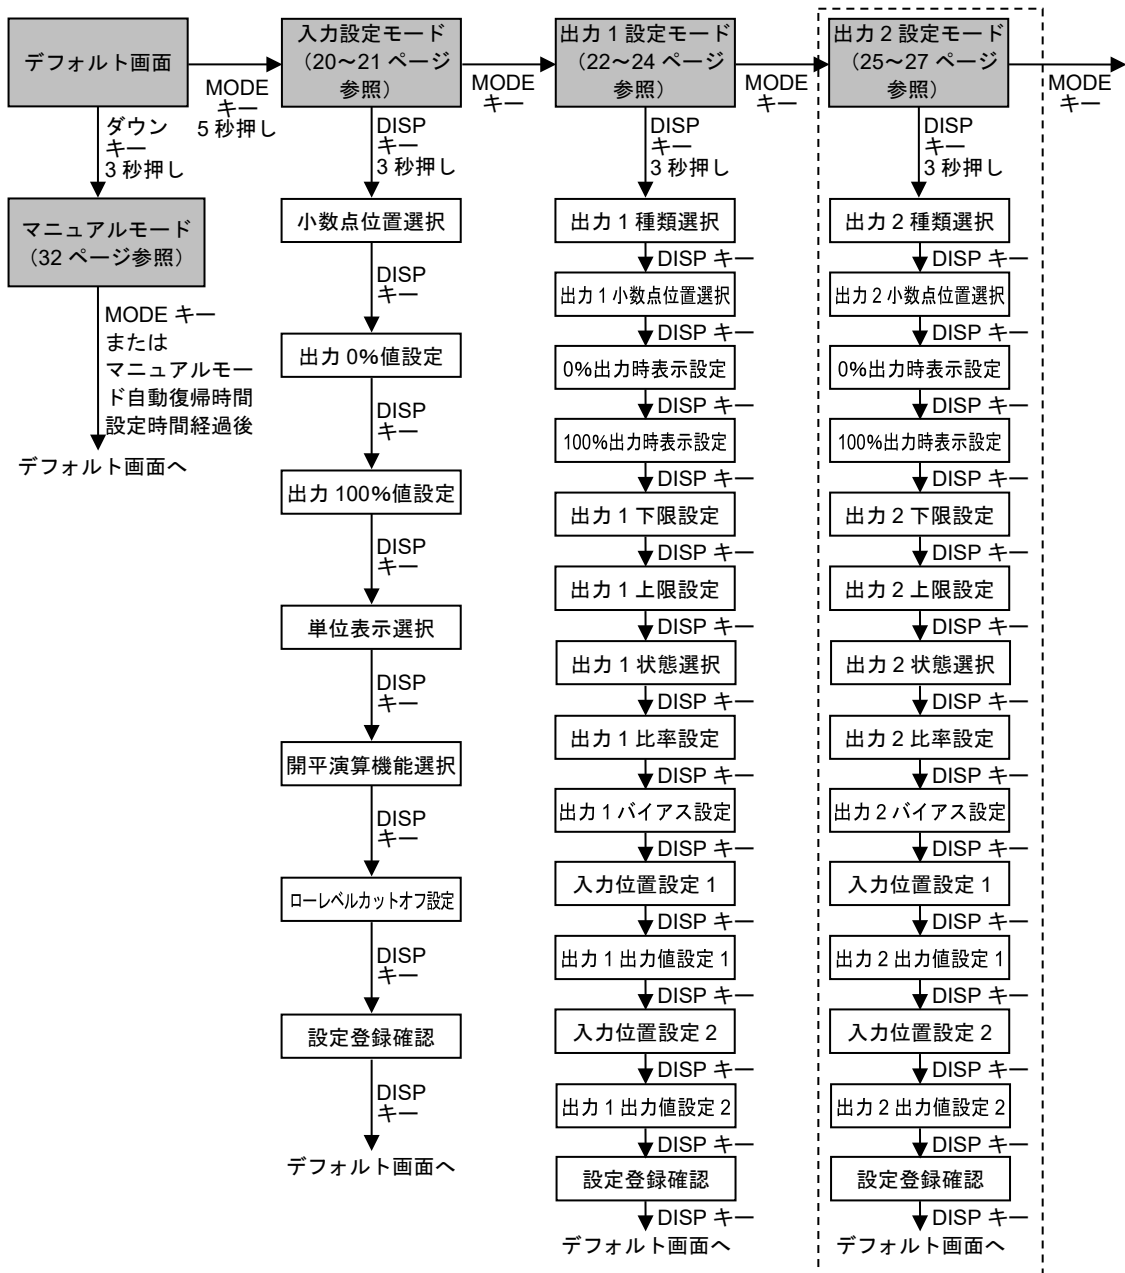 デフォルト画面
MODE
キー
5 秒押し
ダウン
キー
3 秒押し
マニュアルモード
（32 ページ参照）
MODE キー
または
マニュアルモー
ド自動復帰時間
設定時間経過後
デフォルト画面へ
入力設定モード
（20～21 ページ
参照）
MODE
キー
DISP
キー
3 秒押し
小数点位置選択
DISP
キー
出力 0%値設定
DISP
キー
出力 100%値設定
DISP
キー
単位表示選択
DISP
キー
開平演算機能選択
DISP
キー
ローレベルカットオフ設定
DISP
キー
設定登録確認
DISP
キー
デフォルト画面へ
出力 1 設定モード
（22～24 ページ
参照）
MODE
キー
DISP
キー
3 秒押し
出力 1 種類選択
DISP キー
出力 1 小数点位置選択
DISP キー
0%出力時表示設定
DISP キー
100%出力時表示設定
DISP キー
出力 1 下限設定
DISP キー
出力 1 上限設定
DISP キー
出力 1 状態選択
DISP キー
出力 1 比率設定
DISP キー
出力 1 バイアス設定
DISP キー
入力位置設定 1
DISP キー
出力 1 出力値設定 1
DISP キー
入力位置設定 2
DISP キー
出力 1 出力値設定 2
DISP キー
設定登録確認
DISP キー
デフォルト画面へ
出力 2 設定モード
（25～27 ページ
参照）
MODE
キー
DISP
キー
3 秒押し
出力 2 種類選択
DISP キー
出力 2 小数点位置選択
DISP キー
0%出力時表示設定
DISP キー
100%出力時表示設定
DISP キー
出力 2 下限設定
DISP キー
出力 2 上限設定
DISP キー
出力 2 状態選択
DISP キー
出力 2 比率設定
DISP キー
出力 2 バイアス設定
DISP キー
入力位置設定 1
DISP キー
出力 2 出力値設定 1
DISP キー
入力位置設定 2
DISP キー
出力 2 出力値設定 2
DISP キー
設定登録確認
DISP キー
デフォルト画面へ